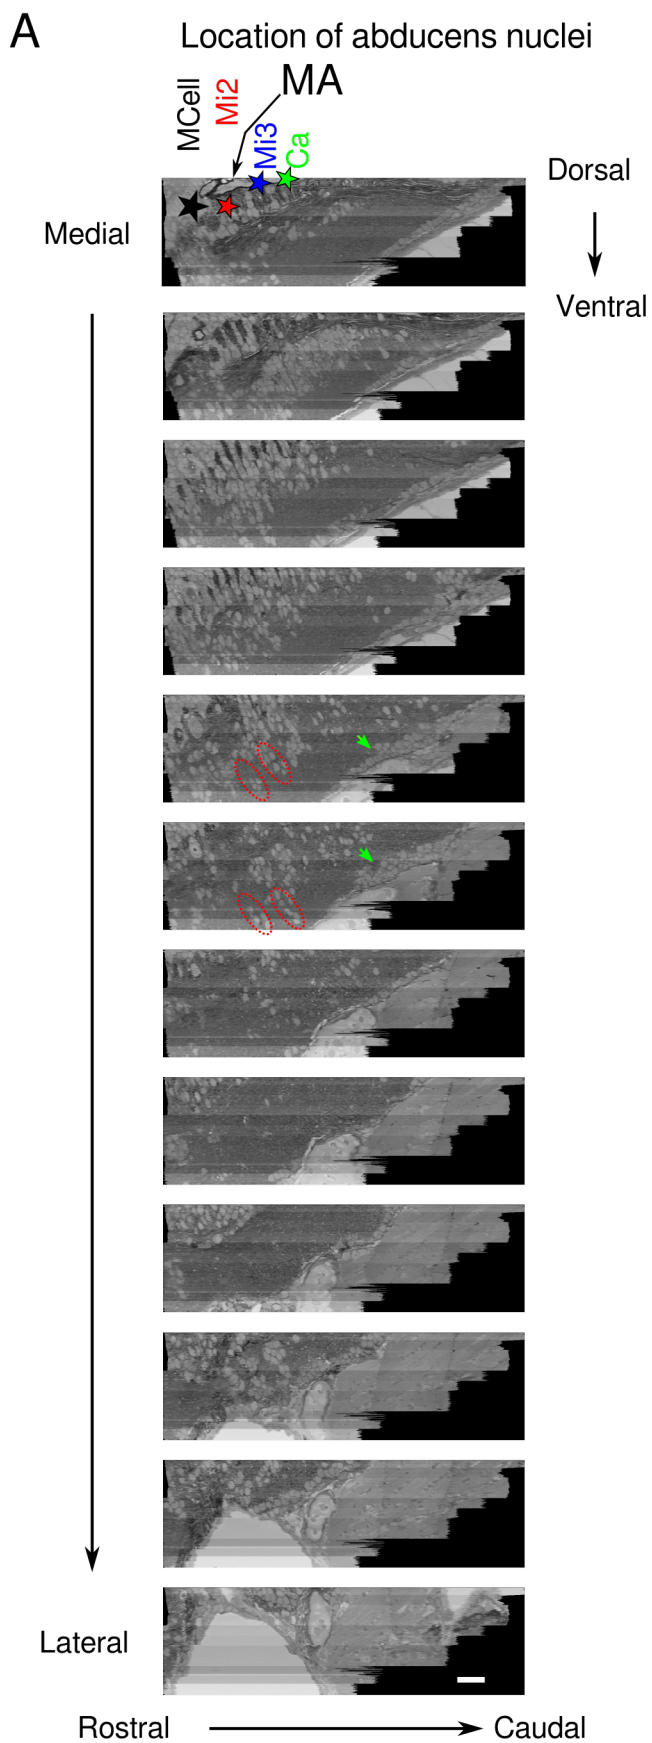 A
Location of abducens nuclei
MCell
Mi2
MA
Mi3
Ca
Dorsal
Medial
Ventral
Lateral
Rostral
Caudal